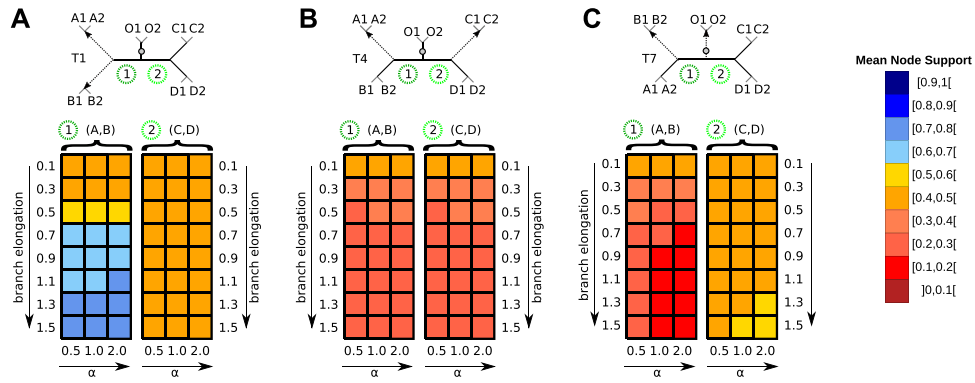 A
A1 A2
O1 O2
C1 C2
T1
1
2
B1 B2
D1 D2
1 (A,B)
2 (C,D)
0.1
0.3
0.5
0.7
0.9
1.1
1.3
1.5
branch elongation
0.1
0.3
0.5
0.7
0.9
1.1
1.3
1.5
branch elongation
0.5 1.0 2.0
0.5 1.0 2.0
α
α
B
A1 A2
O1 O2
C1 C2
T4
1
2
B1 B2
D1 D2
1 (A,B)
2 (C,D)
0.1
0.3
0.5
0.7
0.9
1.1
1.3
1.5
branch elongation
0.1
0.3
0.5
0.7
0.9
1.1
1.3
1.5
branch elongation
0.5 1.0 2.0
0.5 1.0 2.0
α
α
C
B1 B2
O1 O2
C1 C2
T7
1
2
A1 A2
D1 D2
1 (A,B)
2 (C,D)
0.1
0.3
0.5
0.7
0.9
1.1
1.3
1.5
branch elongation
0.1
0.3
0.5
0.7
0.9
1.1
1.3
1.5
branch elongation
0.5 1.0 2.0
0.5 1.0 2.0
α
α
Mean Node Support
[0.9,1[
[0.8,0.9[
[0.7,0.8[
[0.6,0.7[
[0.5,0.6[
[0.4,0.5[
[0.3,0.4[
[0.2,0.3[
[0.1,0.2[
]0,0.1[